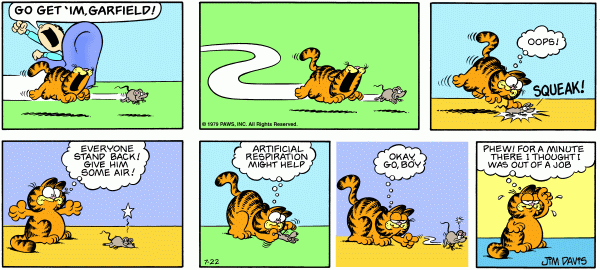 GO GET 'IM, GARFIELD!
© 1979 PAWS, INC. All Rights Reserved.
OOPS!
SQUEAK!
EVERYONE
STAND BACK!
GIVE HIM
SOME AIR!
ARTIFICIAL
RESPIRATION
MIGHT HELP
7-22
OKAY,
GO, BOY
PHEW! FOR A MINUTE
THERE I THOUGHT I
WAS OUT OF A JOB
JIM DAVIS